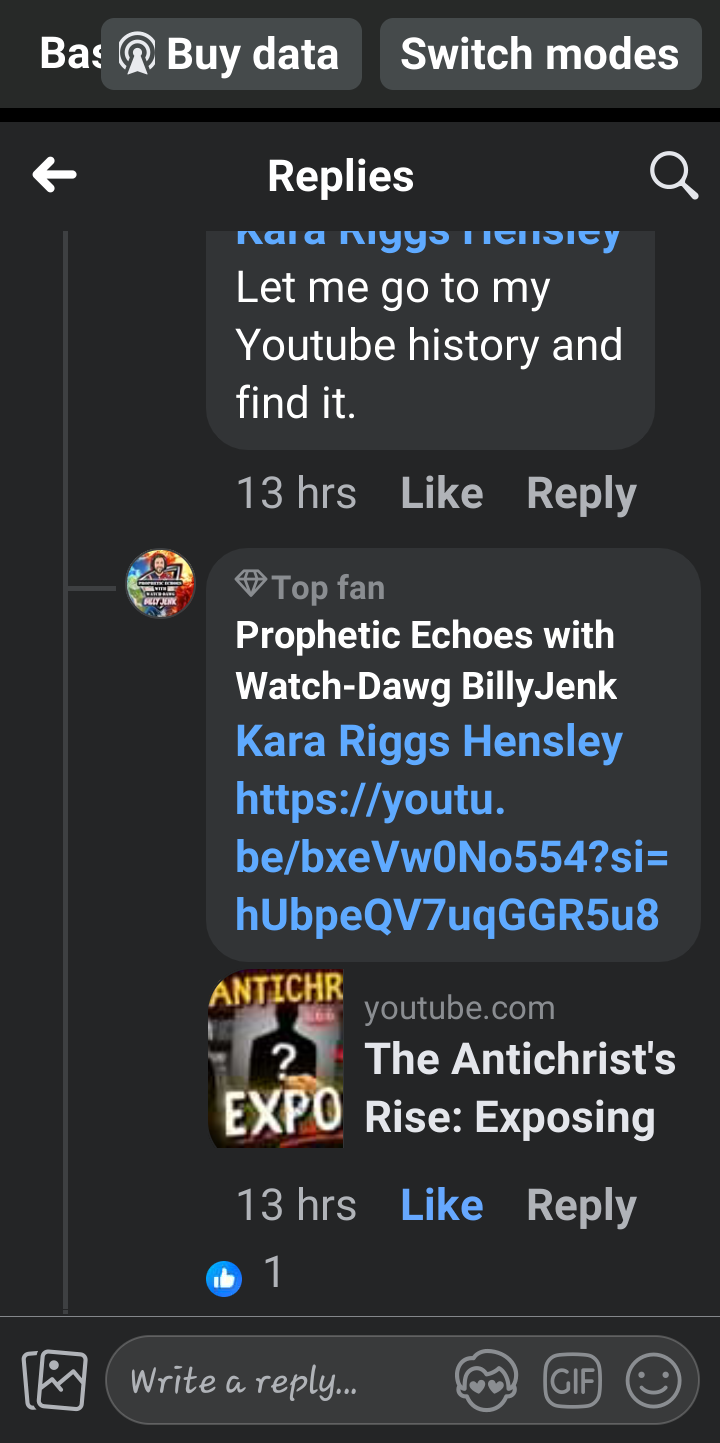 Bas Buy data Switch modes
Replies
Kara Riggs Hensley
Let me go to my
Youtube history and
find it.
13 hrs Like Reply
Top fan
Prophetic Echoes with
Watch-Dawg BillyJenk
Kara Riggs Hensley
https://youtu.
be/bxeVw0No554?si=
hUbpeQV7uqGGR5u8
ANTICHR
?
EXPO
youtube.com
The Antichrist's
Rise: Exposing
13 hrs Like Reply
1
Write a reply...
GIF